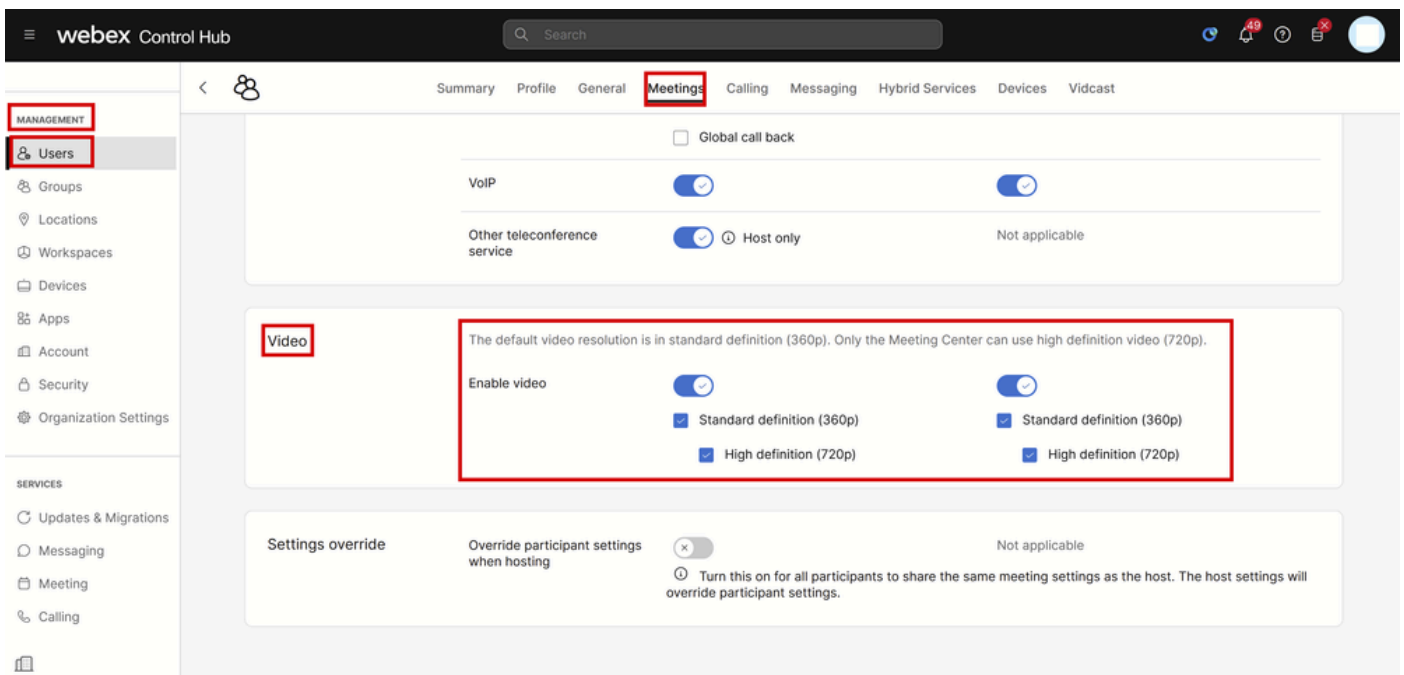 webex Control Hub
Search
49
Summary Profile General Meetings Calling Messaging Hybrid Services Devices Vidcast
MANAGEMENT
Users
Groups
Locations
Workspaces
Devices
Apps
Account
Security
Organization Settings
SERVICES
Updates & Migrations
Messaging
Meeting
Calling
Global call back
VoIP
Other teleconference
service
Host only
Not applicable
Video
The default video resolution is in standard definition (360p). Only the Meeting Center can use high definition video (720p).
Enable video
Standard definition (360p) Standard definition (360p)
High definition (720p) High definition (720p)
Settings override
Override participant settings
when hosting
Not applicable
Turn this on for all participants to share the same meeting settings as the host. The host settings will
override participant settings.